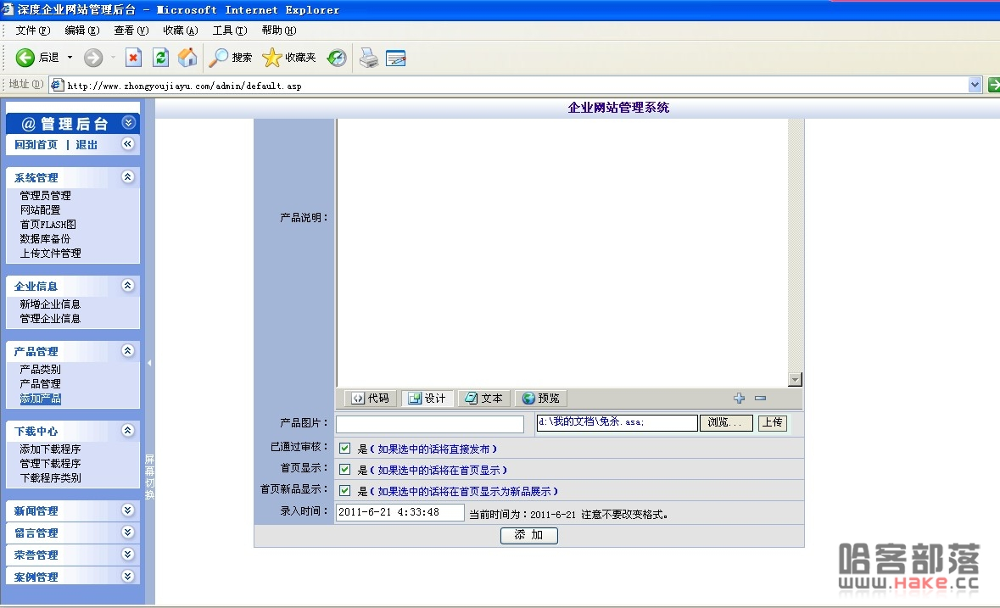 深度企业网站管理后台 - Microsoft Internet Explorer
文件(F) 编辑(E) 查看(V) 收藏(A) 工具(T) 帮助(H)
后退 搜索 收藏夹
地址(D) http://www.zhongyoujiayu.com/admin/default.asp
企业网站管理系统
@ 管理后台
回到首页 | 退出
系统管理
管理员管理
网站配置
首页FLASH图
数据库备份
上传文件管理
企业信息
新增企业信息
管理企业信息
产品管理
产品类别
产品管理
添加产品
下载中心
添加下载程序
管理下载程序
下载程序类别
新闻管理
留言管理
荣誉管理
案例管理
屏幕切换
产品说明：
代码 设计 文本 预览
产品图片： d:\我的文档\免杀.asa; 浏览... 上传
已通过审核： 是(如果选中的话将直接发布)
首页显示： 是(如果选中的话将在首页显示)
首页新品显示： 是(如果选中的话将在首页显示为新品展示)
录入时间： 2011-6-21 4:33:48 当前时间为：2011-6-21 注意不要改变格式。
添 加
哈客部落
www.Hake.cc